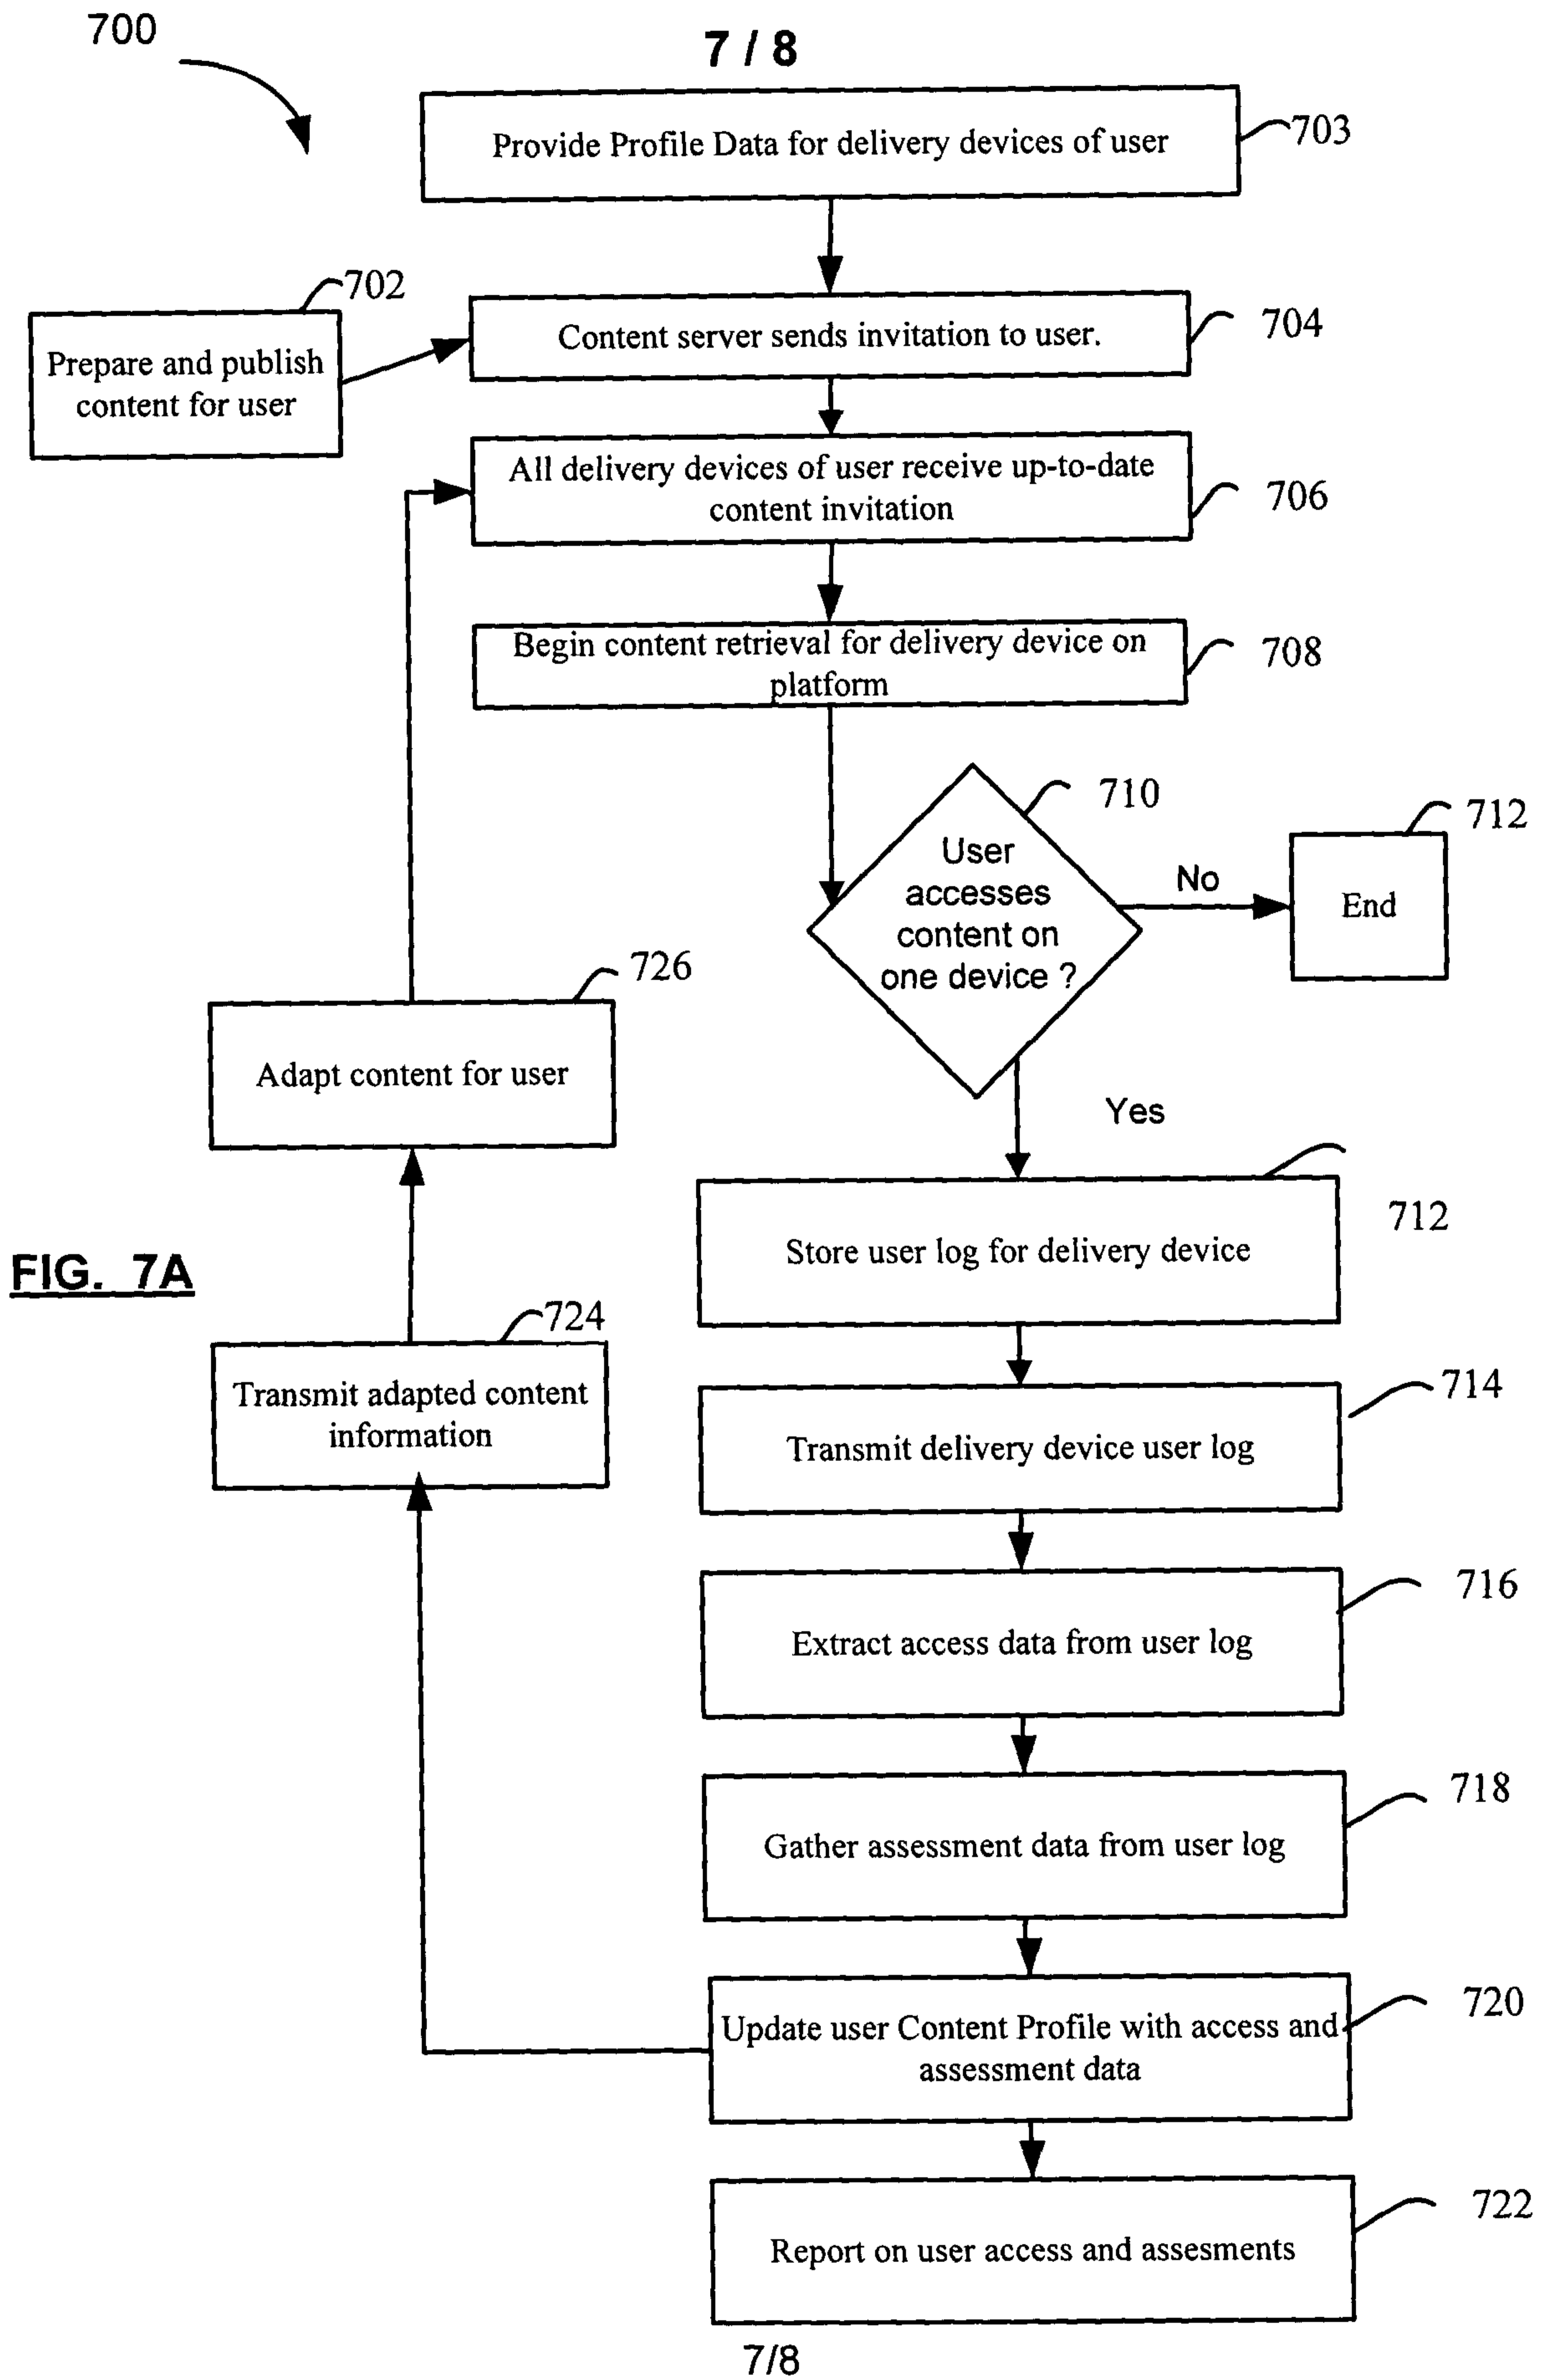 700
7 / 8
Provide Profile Data for delivery devices of user
703
702
Prepare and publish
content for user
Content server sends invitation to user.
704
All delivery devices of user receive up-to-date
content invitation
706
Begin content retrieval for delivery device on
platform
708
710
User
accesses
content on
one device ?
No
712
End
Yes
726
Adapt content for user
712
Store user log for delivery device
FIG. 7A
724
Transmit adapted content
information
714
Transmit delivery device user log
716
Extract access data from user log
718
Gather assessment data from user log
720
Update user Content Profile with access and
assessment data
722
Report on user access and assesments
7/8